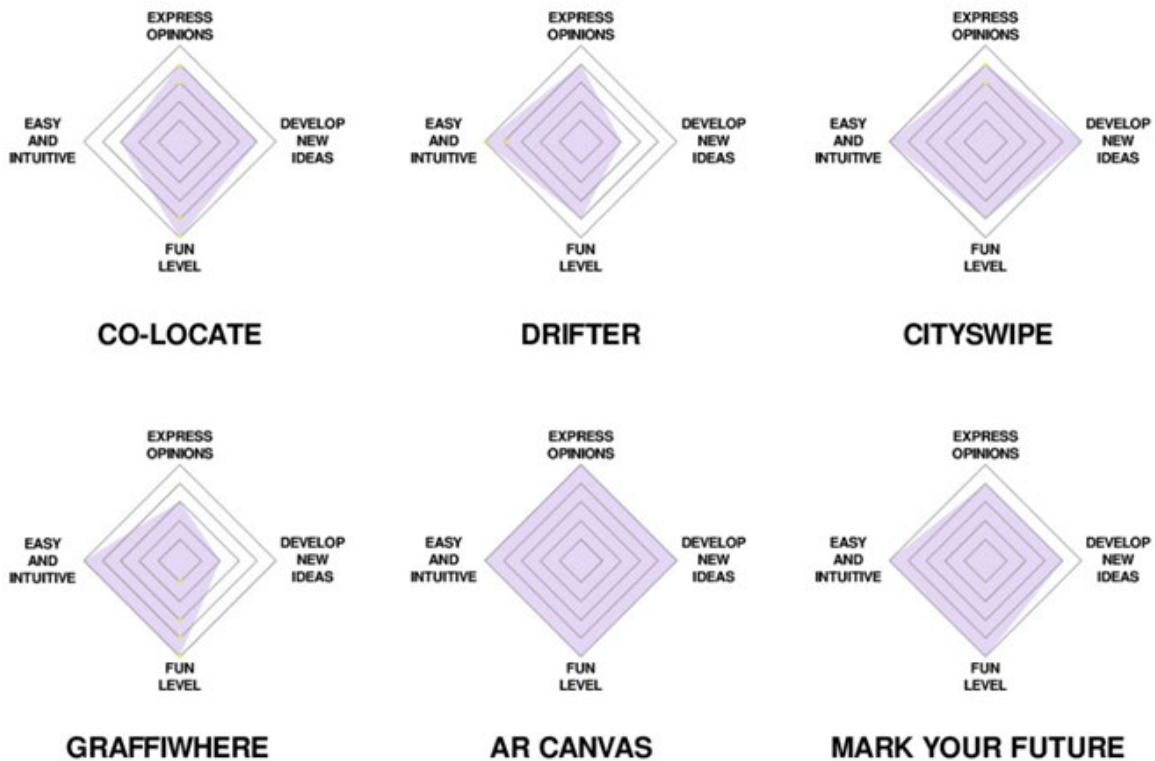 EXPRESS
OPINIONS
EASY
AND
INTUITIVE
DEVELOP
NEW
IDEAS
FUN
LEVEL
CO-LOCATE
EXPRESS
OPINIONS
EASY
AND
INTUITIVE
DEVELOP
NEW
IDEAS
FUN
LEVEL
DRIFTER
EXPRESS
OPINIONS
EASY
AND
INTUITIVE
DEVELOP
NEW
IDEAS
FUN
LEVEL
CITYSWIPE
EXPRESS
OPINIONS
EASY
AND
INTUITIVE
DEVELOP
NEW
IDEAS
FUN
LEVEL
GRAFFIWHERE
EXPRESS
OPINIONS
EASY
AND
INTUITIVE
DEVELOP
NEW
IDEAS
FUN
LEVEL
AR CANVAS
EXPRESS
OPINIONS
EASY
AND
INTUITIVE
DEVELOP
NEW
IDEAS
FUN
LEVEL
MARK YOUR FUTURE